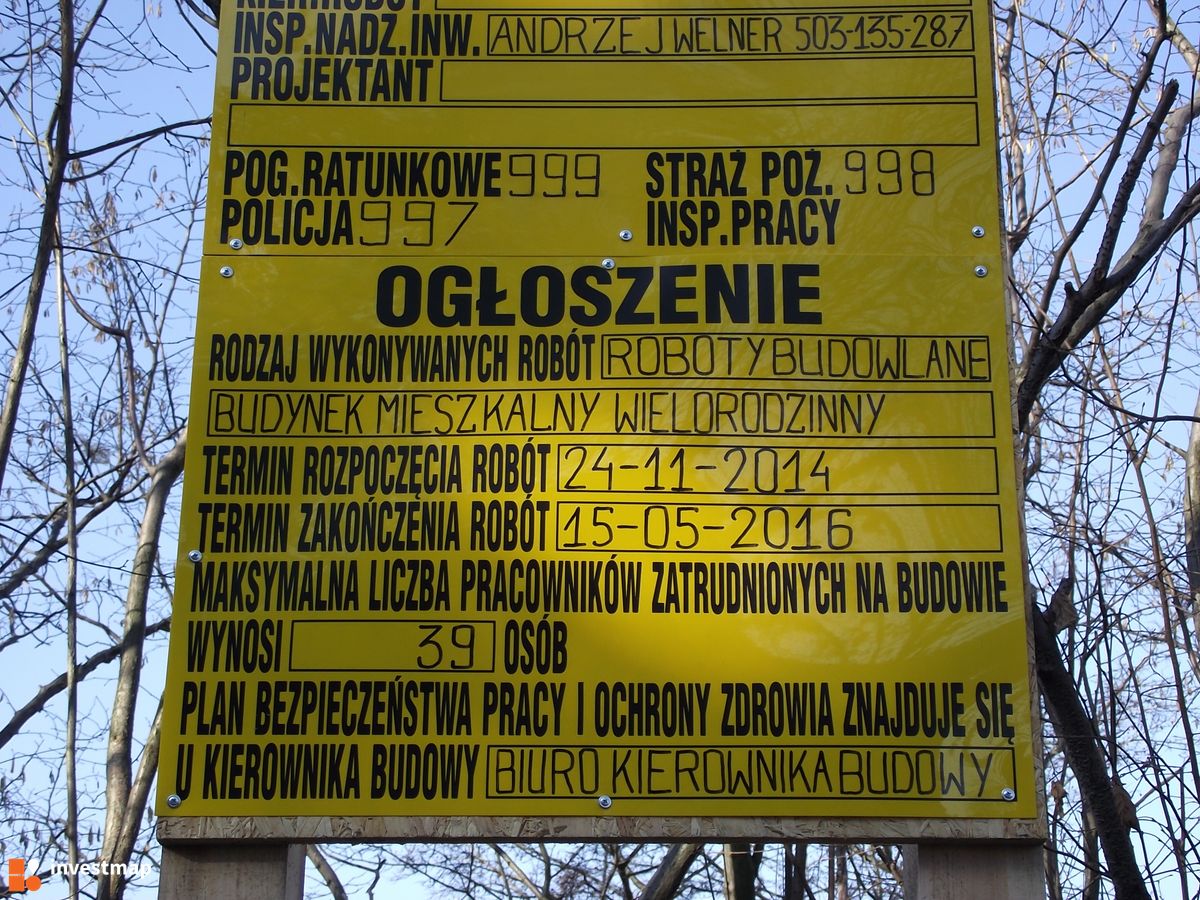 INSP.NADZ.INW. ANDRZEJ WELNER 503-135-287
PROJEKTANT
POG.RATUNKOWE 999 STRAŻ POŻ. 998
POLICJA 997 INSP.PRACY
OGŁOSZENIE
RODZAJ WYKONYWANYCH ROBÓT ROBOTY BUDOWLANE
BUDYNEK MIESZKALNY WIELORODZINNY
TERMIN ROZPOCZĘCIA ROBÓT 24-11-2014
TERMIN ZAKOŃCZENIA ROBÓT 15-05-2016
MAKSYMALNA LICZBA PRACOWNIKÓW ZATRUDNIONYCH NA BUDOWIE
WYNOSI 39 OSÓB
PLAN BEZPIECZEŃSTWA PRACY I OCHRONY ZDROWIA ZNAJDUJE SIĘ
U KIEROWNIKA BUDOWY BIURO KIEROWNIKA BUDOWY
investmap